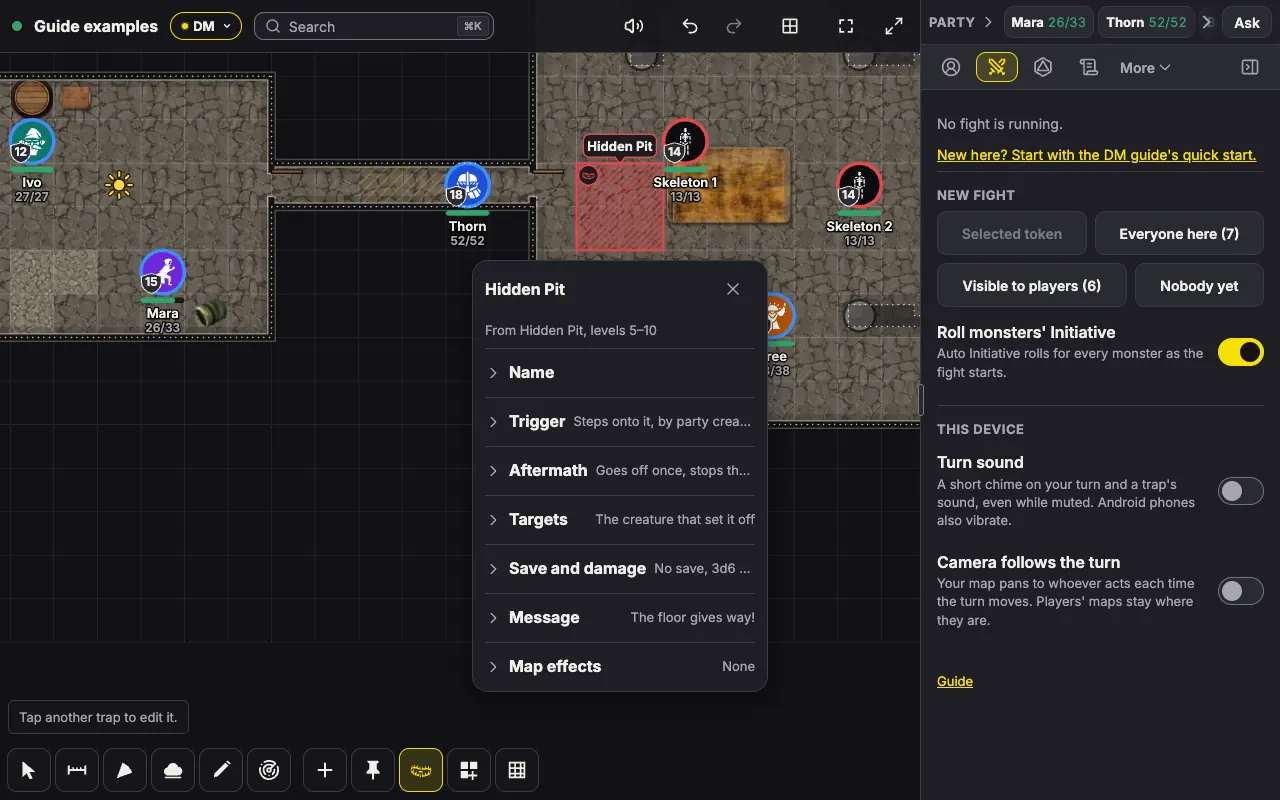 Guide examples
DM
Search
⌘K
PARTY
Mara 26/33
Thorn 52/52
Ask
More
12
Ivo
27/27
18
Thorn
52/52
15
Mara
26/33
Hidden Pit
14
Skeleton 1
13/13
14
Skeleton 2
13/13
ree
/38
Hidden Pit
From Hidden Pit, levels 5–10
Name
Trigger Steps onto it, by party crea...
Aftermath Goes off once, stops th...
Targets The creature that set it off
Save and damage No save, 3d6 ...
Message The floor gives way!
Map effects None
Tap another trap to edit it.
No fight is running.
New here? Start with the DM guide's quick start.
NEW FIGHT
Selected token
Everyone here (7)
Visible to players (6)
Nobody yet
Roll monsters' Initiative
Auto Initiative rolls for every monster as the
fight starts.
THIS DEVICE
Turn sound
A short chime on your turn and a trap's
sound, even while muted. Android phones
also vibrate.
Camera follows the turn
Your map pans to whoever acts each time
the turn moves. Players' maps stay where
they are.
Guide